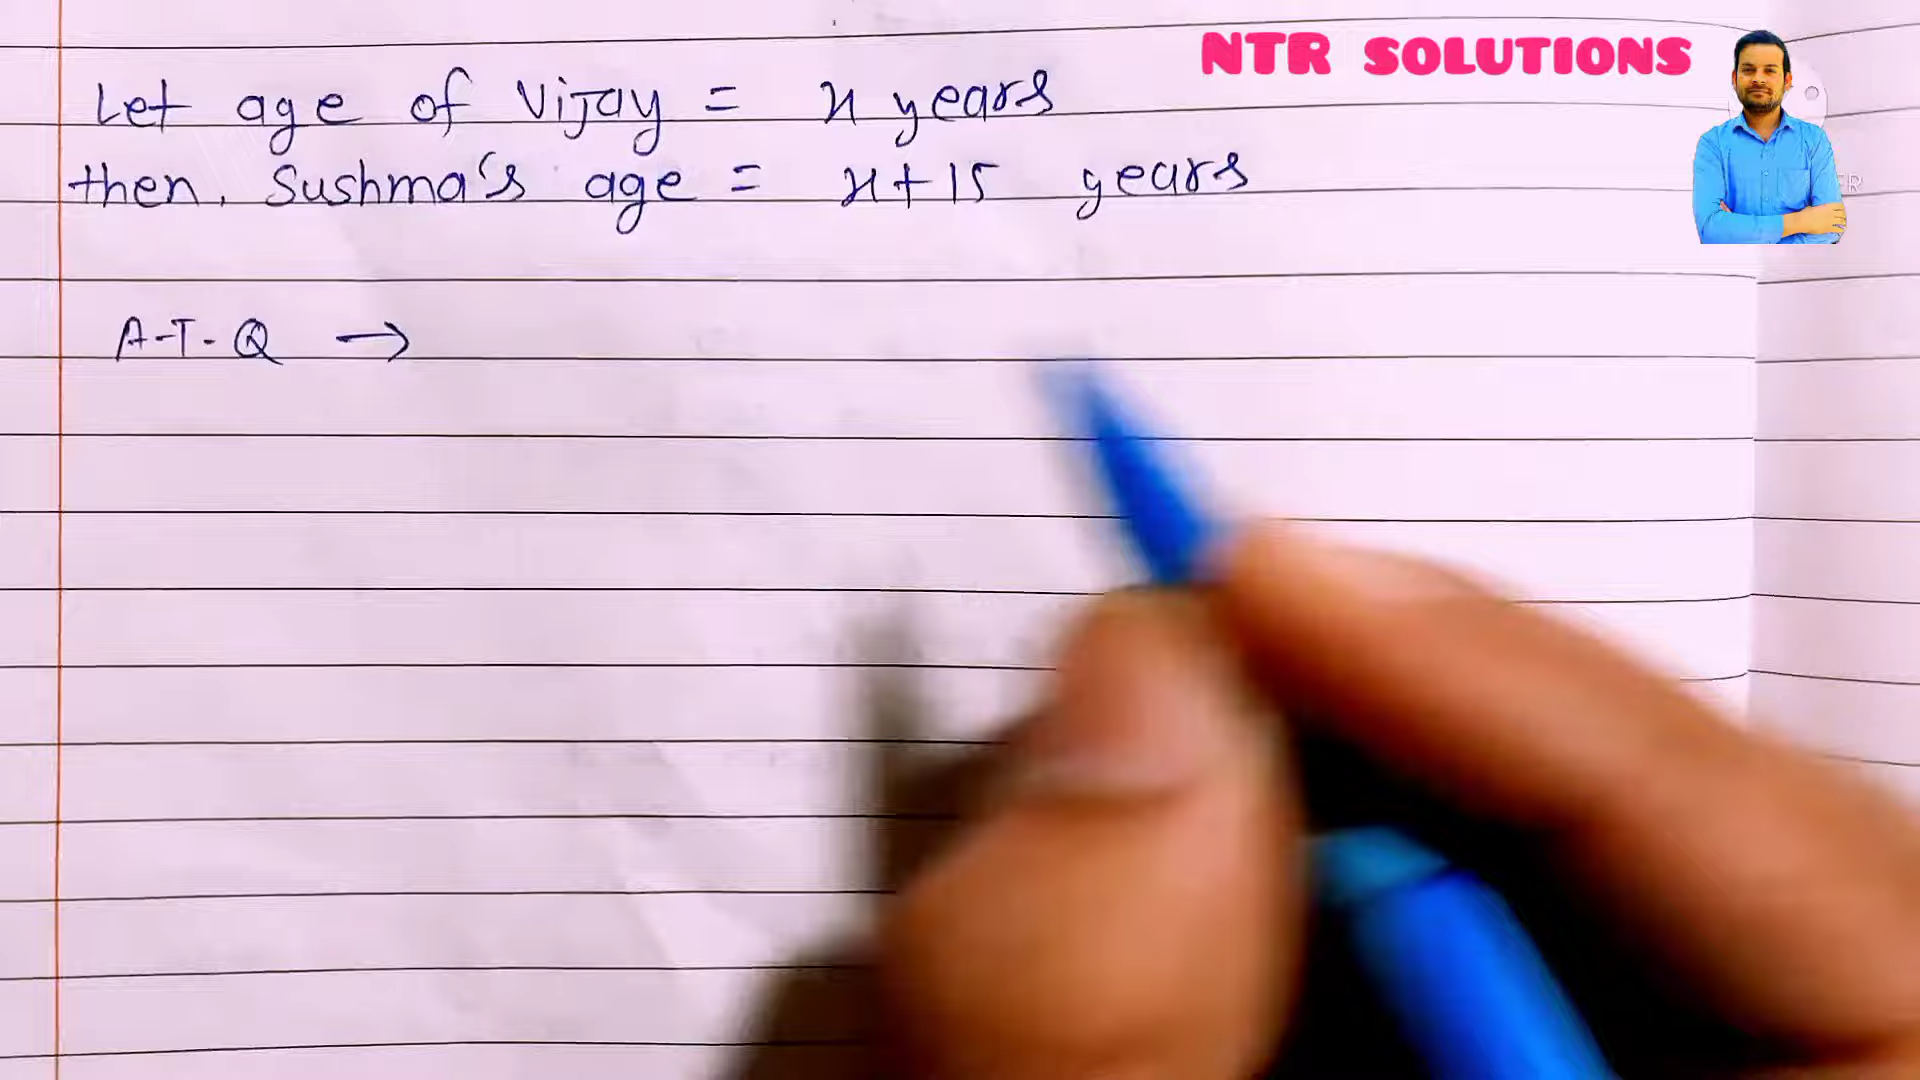 NTR SOLUTIONS
Let age of Vijay = x years
then, Sushma's age = x+15 years
A-T-Q →